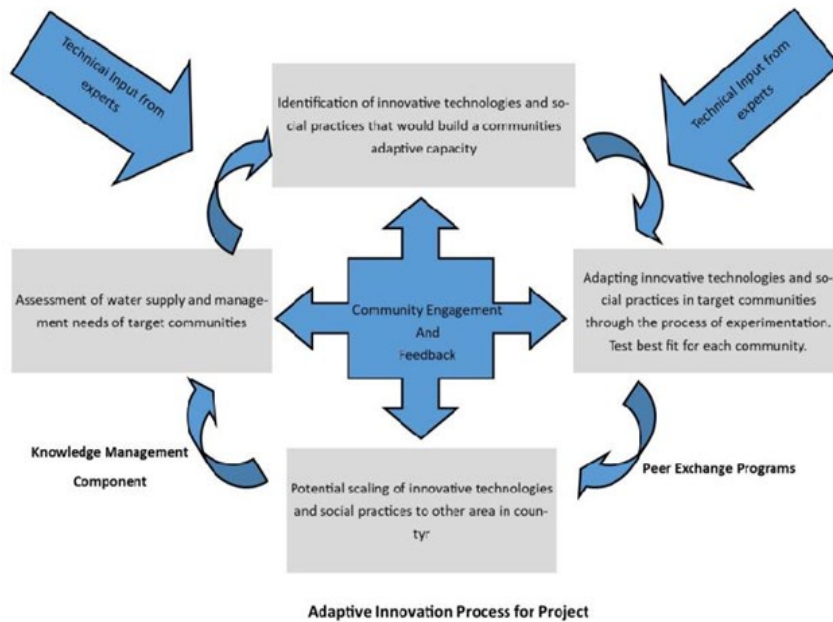 Technical Input from
experts
Technical Input from
experts
Identification of innovative technologies and so-
cial practices that would build a communities
adaptive capacity
Assessment of water supply and manage-
ment needs of target communities
Community Engagement
And
Feedback
Adapting innovative technologies and so-
cial practices in target communities
through the process of experimentation.
Test best fit for each community.
Knowledge Management
Component
Peer Exchange Programs
Potential scaling of innovative technologies
and social practices to other area in coun-
tyr
Adaptive Innovation Process for Project